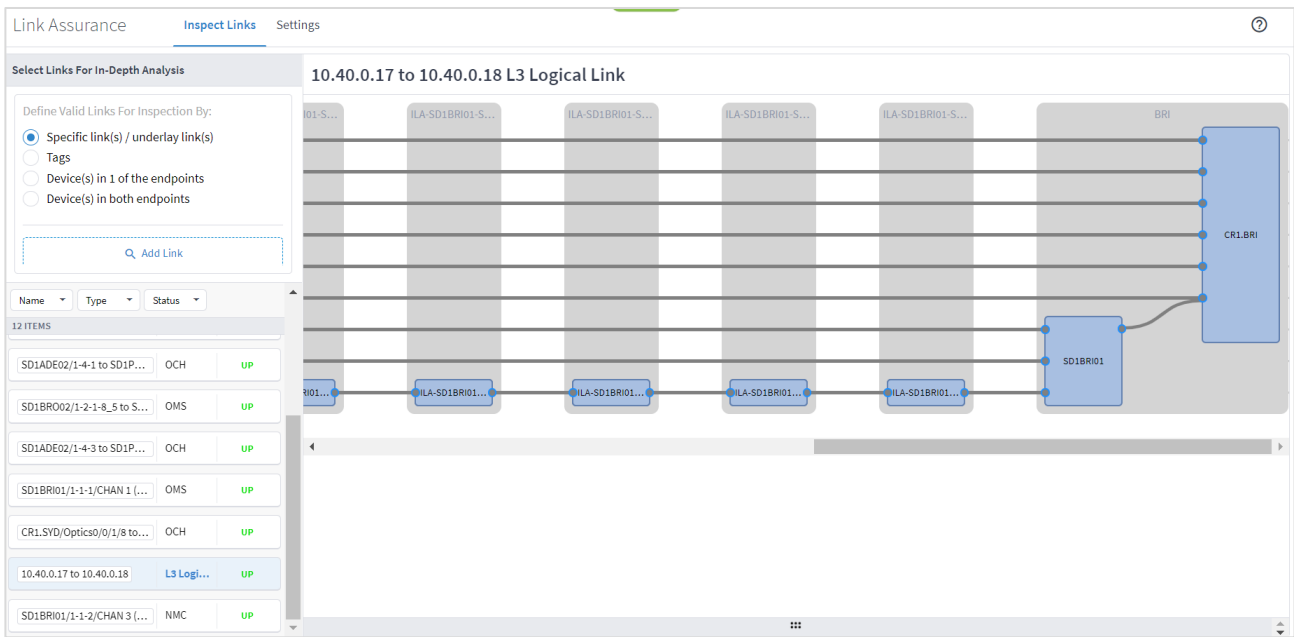 Link Assurance
Inspect Links
Settings
Select Links For In-Depth Analysis
Define Valid Links For Inspection By:
Specific link(s) / underlay link(s)
Tags
Device(s) in 1 of the endpoints
Device(s) in both endpoints
Add Link
Name
Type
Status
12 ITEMS
SD1ADE02/1-4-1 to SD1P... OCH UP
SD1BRO02/1-2-1-8_5 to S... OMS UP
SD1ADE02/1-4-3 to SD1P... OCH UP
SD1BRI01/1-1-1/CHAN 1 (... OMS UP
CR1.SYD/Optics0/0/1/8 to... OCH UP
10.40.0.17 to 10.40.0.18 L3 Logi... UP
SD1BRI01/1-1-2/CHAN 3 (... NMC UP
10.40.0.17 to 10.40.0.18 L3 Logical Link
I01-S... ILA-SD1BRI01-S... ILA-SD1BRI01-S... ILA-SD1BRI01-S... ILA-SD1BRI01-S... BRI
CR1.BRI
SD1BRI01
RI01... ILA-SD1BRI01... ILA-SD1BRI01... ILA-SD1BRI01... ILA-SD1BRI01...